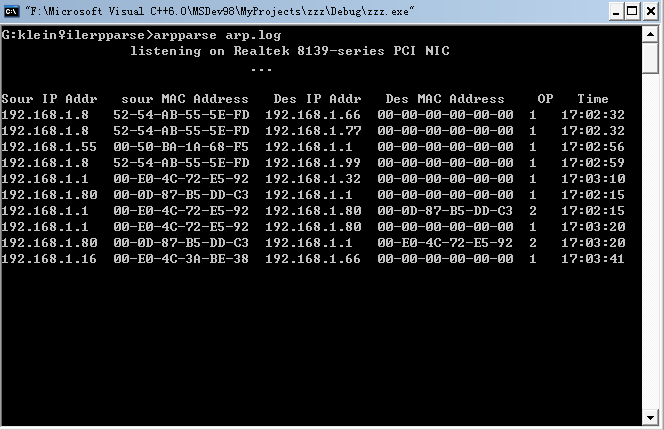 "F:\Microsoft Visual C++6.0\MSDev98\MyProjects\zzz\Debug\zzz.exe"
G:klein♀ilerpparse>arpparse arp.log
listening on Realtek 8139-series PCI NIC
...
Sour IP Addr sour MAC Address Des IP Addr Des MAC Address OP Time
192.168.1.8 52-54-AB-55-5E-FD 192.168.1.66 00-00-00-00-00-00 1 17:02:32
192.168.1.8 52-54-AB-55-5E-FD 192.168.1.77 00-00-00-00-00-00 1 17:02.32
192.168.1.55 00-50-BA-1A-68-F5 192.168.1.1 00-00-00-00-00-00 1 17:02:56
192.168.1.8 52-54-AB-55-5E-FD 192.168.1.99 00-00-00-00-00-00 1 17:02:59
192.168.1.1 00-E0-4C-72-E5-92 192.168.1.32 00-00-00-00-00-00 1 17:03:10
192.168.1.80 00-0D-87-B5-DD-C3 192.168.1.1 00-00-00-00-00-00 1 17:02:15
192.168.1.1 00-E0-4C-72-E5-92 192.168.1.80 00-0D-87-B5-DD-C3 2 17:02:15
192.168.1.1 00-E0-4C-72-E5-92 192.168.1.80 00-00-00-00-00-00 1 17:03:20
192.168.1.80 00-0D-87-B5-DD-C3 192.168.1.1 00-E0-4C-72-E5-92 2 17:03:20
192.168.1.16 00-E0-4C-3A-BE-38 192.168.1.66 00-00-00-00-00-00 1 17:03:41